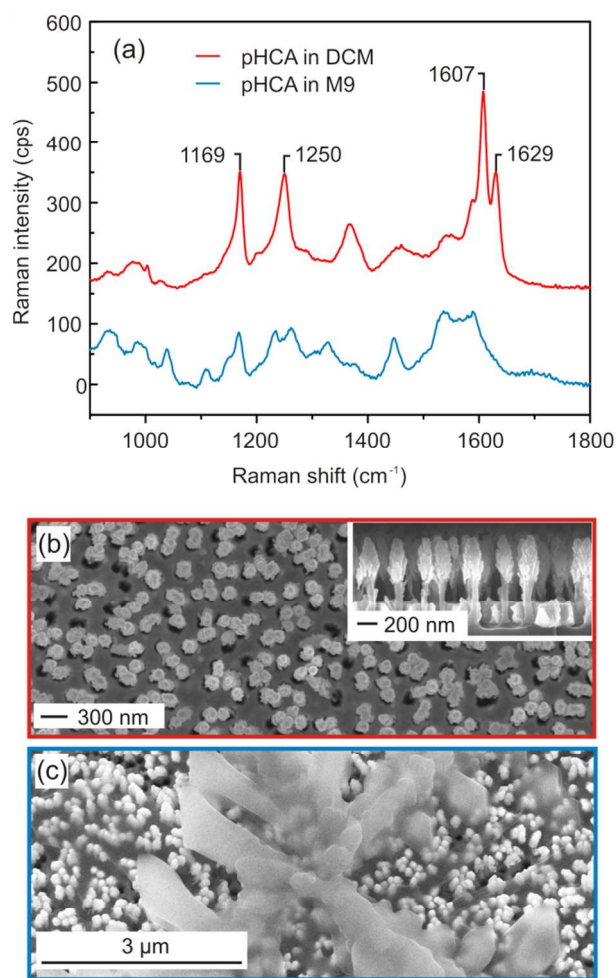 600
(a)
pHCA in DCM
pHCA in M9
1607
500
400
1169
1250
1629
300
200
100
0
Raman intensity (cps)
1000 1200 1400 1600 1800
Raman shift (cm⁻¹)
(b)
200 nm
300 nm
(c)
3 µm